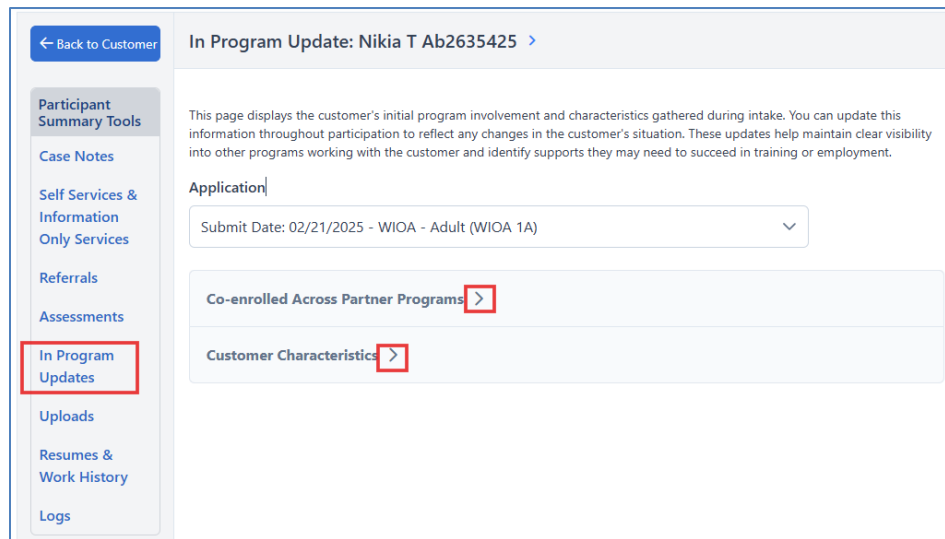 ← Back to Customer
In Program Update: Nikia T Ab2635425 >
Participant
Summary Tools
Case Notes
Self Services &
Information
Only Services
Referrals
Assessments
In Program
Updates
Uploads
Resumes &
Work History
Logs
This page displays the customer's initial program involvement and characteristics gathered during intake. You can update this
information throughout participation to reflect any changes in the customer's situation. These updates help maintain clear visibility
into other programs working with the customer and identify supports they may need to succeed in training or employment.
Application
Submit Date: 02/21/2025 - WIOA - Adult (WIOA 1A)
Co-enrolled Across Partner Programs >
Customer Characteristics >